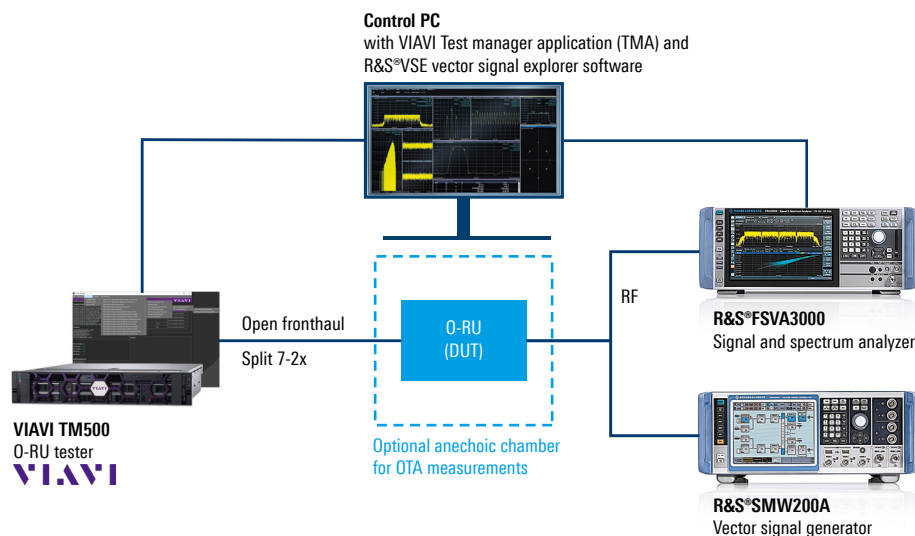 Control PC
with VIAVI Test manager application (TMA) and
R&S®VSE vector signal explorer software
Open fronthaul
Split 7-2x
O-RU
(DUT)
RF
R&S®FSVA3000
Signal and spectrum analyzer
VIAVI
VIAVI
VIAVI TM500
O-RU tester
VIAVI
Optional anechoic chamber
for OTA measurements
R&S®SMW200A
Vector signal generator